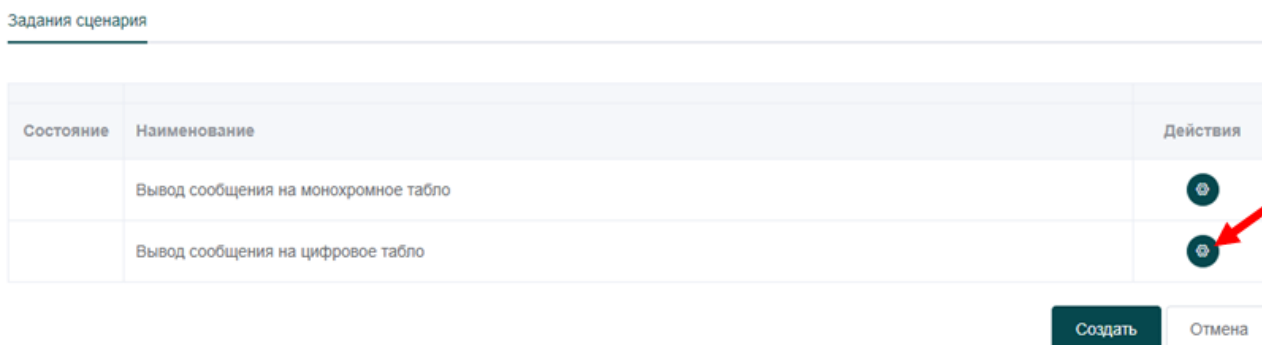 Задания сценария
Состояние Наименование Действия
Вывод сообщения на монохромное табло
Вывод сообщения на цифровое табло
Создать Отмена